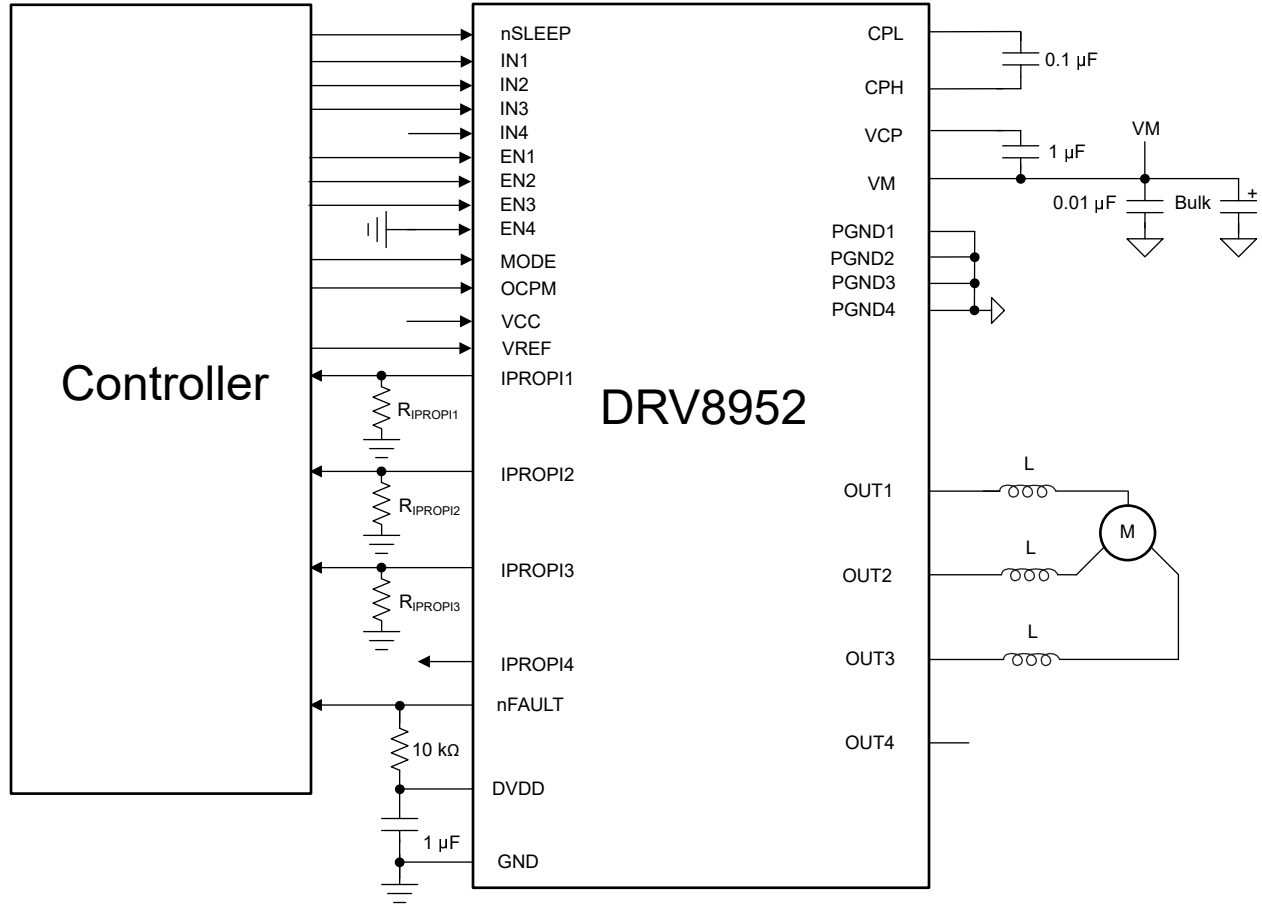 Controller
DRV8952
nSLEEP
IN1
IN2
IN3
IN4
EN1
EN2
EN3
EN4
MODE
OCPM
VCC
VREF
IPROPI1
RIPROPI1
IPROPI2
RIPROPI2
IPROPI3
RIPROPI3
IPROPI4
nFAULT
10 kΩ
DVDD
1 µF
GND
CPL
0.1 µF
CPH
VCP
1 µF
VM
VM
0.01 µF
Bulk
+
PGND1
PGND2
PGND3
PGND4
OUT1
L
M
OUT2
L
OUT3
L
OUT4